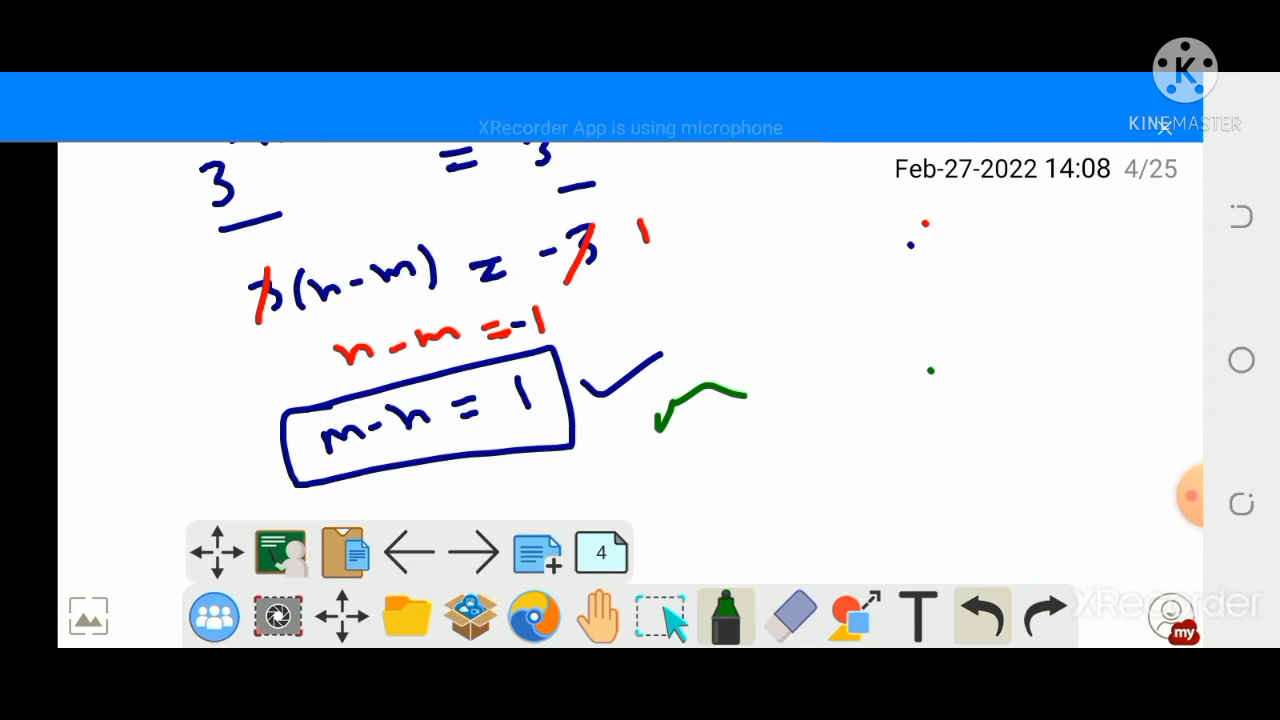 KINEMASTER
XRecorder App is using microphone
Feb-27-2022 14:08 4/25
3 = 3
3(n-m) = -3 1
n-m = -1
m-n = 1
4
T
XRecorder
my